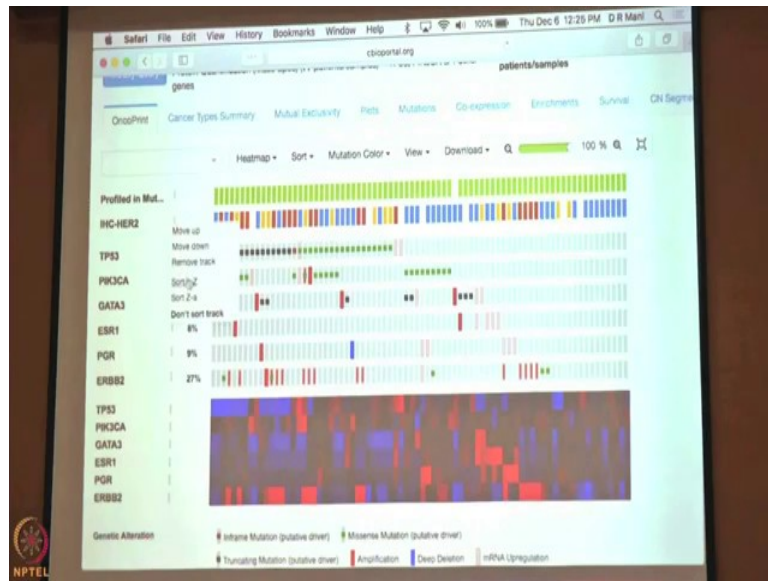 Safari File Edit View History Bookmarks Window Help 100% Thu Dec 6 12:25 PM D R Mani
cbioportal.org
patients/samples
genes
OncoPrint Cancer Types Summary Mutual Exclusivity Plots Mutations Co-expression Enrichments Survival CN Segme
Heatmap Sort Mutation Color View Download 100 %
Profiled in Mut...
IHC-HER2
Move up
Move down
TP53
Remove track
PIK3CA Sort a-Z
GATA3 Sort Z-a
Don't sort track
ESR1 6%
PGR 9%
ERBB2 27%
TP53
PIK3CA
GATA3
ESR1
PGR
ERBB2
Genetic Alteration Inframe Mutation (putative driver) Missense Mutation (putative driver)
Truncating Mutation (putative driver) Amplification Deep Deletion mRNA Upregulation
NPTEL